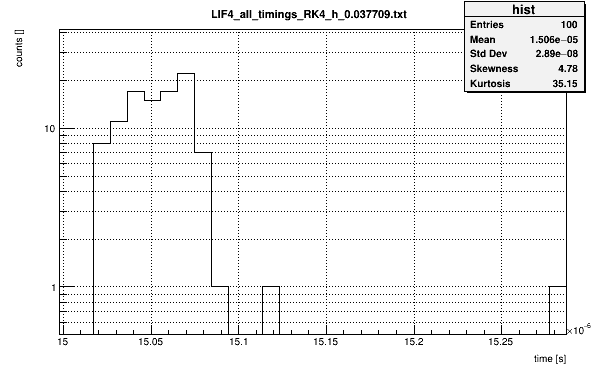 LIF4_all_timings_RK4_h_0.037709.txt
hist
Entries 100
Mean 1.506e−05
Std Dev 2.89e−08
Skewness 4.78
Kurtosis 35.15
counts []
10
1
15 15.05 15.1 15.15 15.2 15.25
×10⁻⁶
time [s]